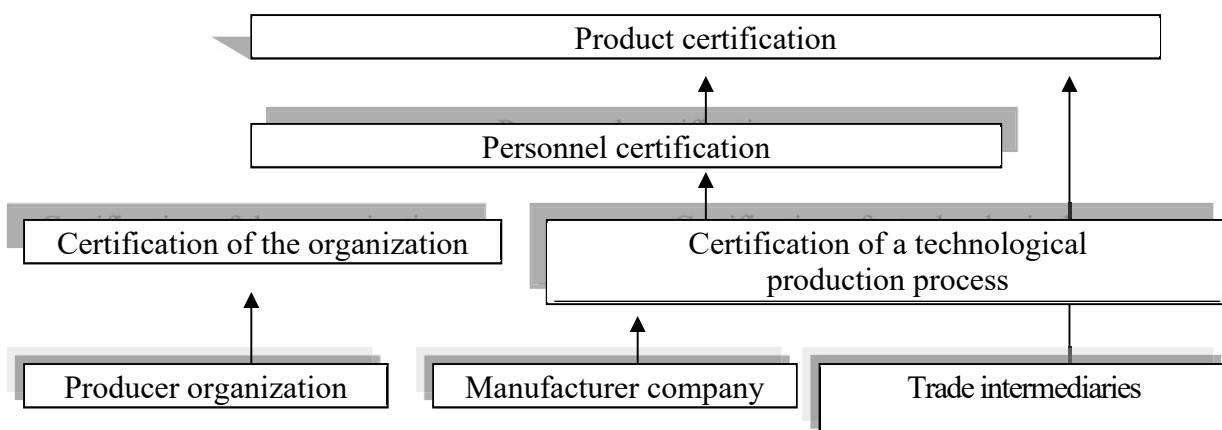 Product certification
Personnel certification
Certification of the organization
Certification of a technological
production process
Producer organization
Manufacturer company
Trade intermediaries